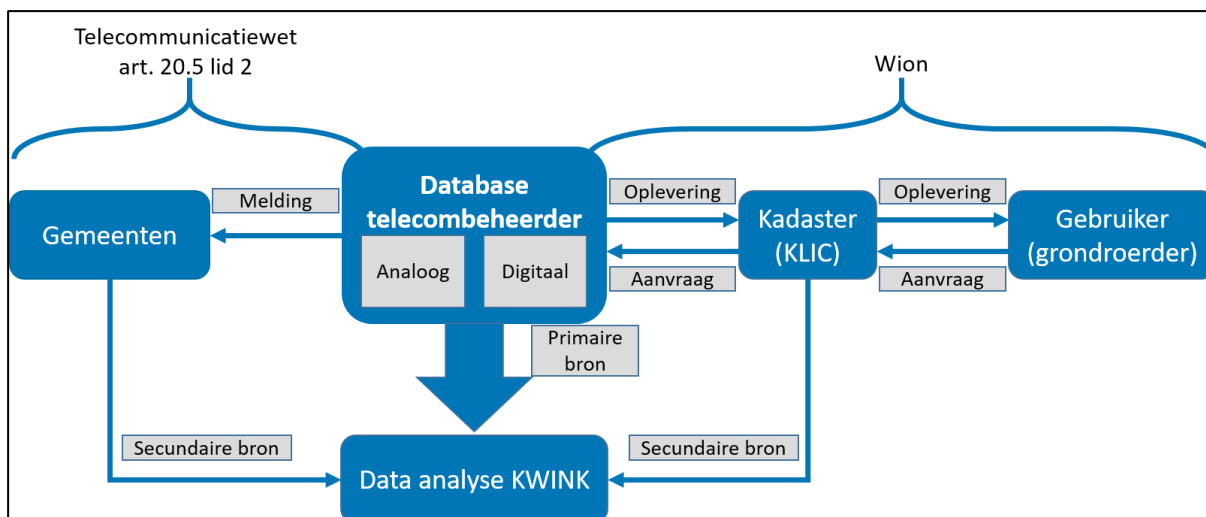 Telecommunicatiewet
art. 20.5 lid 2
Wion
Database
telecombeheerder
Analoog
Digitaal
Melding
Gemeenten
Oplevering
Aanvraag
Kadaster
(KLIC)
Oplevering
Aanvraag
Gebruiker
(grondroerder)
Primaire
bron
Secundaire bron
Secundaire bron
Data analyse KWINK